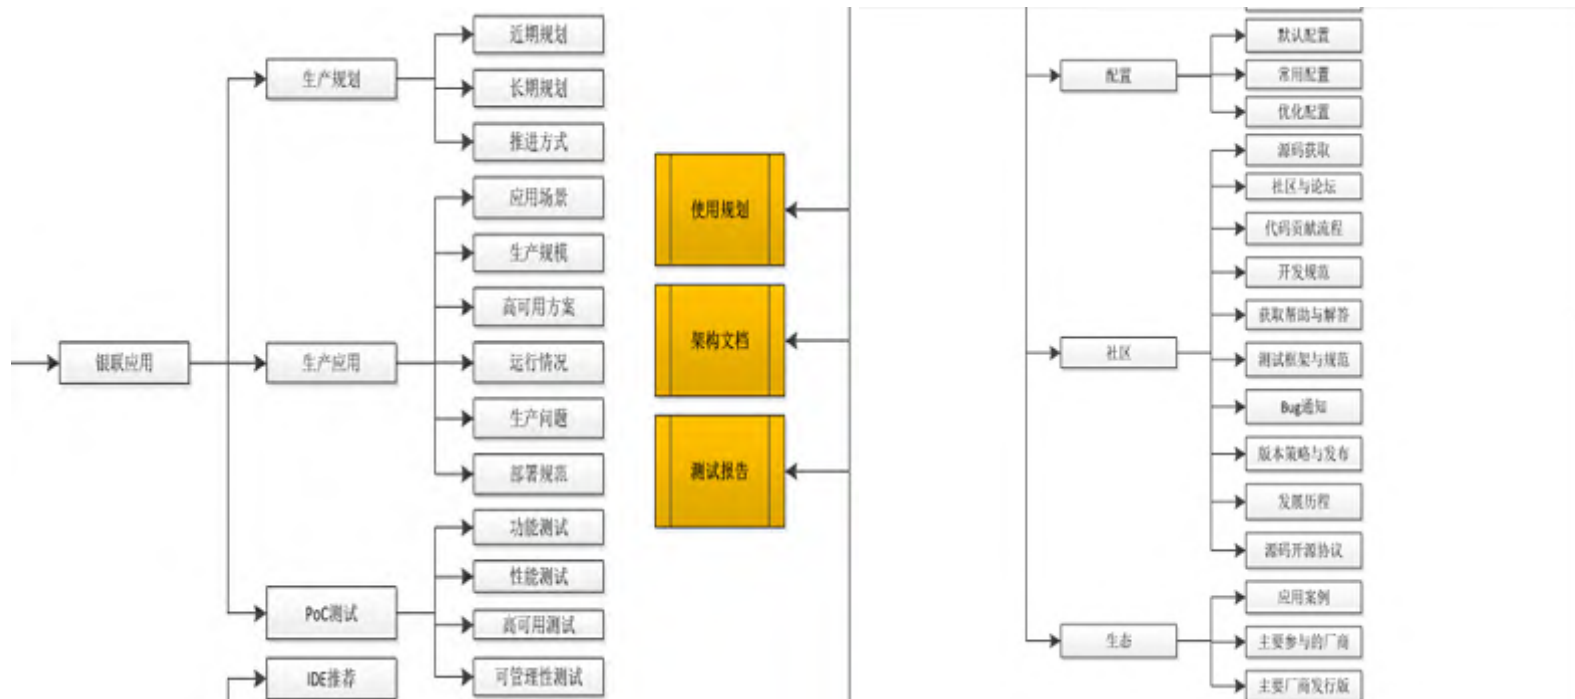 近期规划
生产规划
长期规划
推进方式
应用场景
生产规模
高可用方案
银联应用
生产应用
运行情况
生产问题
部署规范
功能测试
性能测试
PoC测试
高可用测试
可管理性测试
IDE推荐
使用规划
架构文档
测试报告
默认配置
配置
常用配置
优化配置
源码获取
社区与论坛
代码贡献流程
开发规范
获取帮助与解答
社区
测试框架与规范
Bug通知
版本策略与发布
发展历程
源码开源协议
应用案例
生态
主要参与的厂商
主要厂商发行版